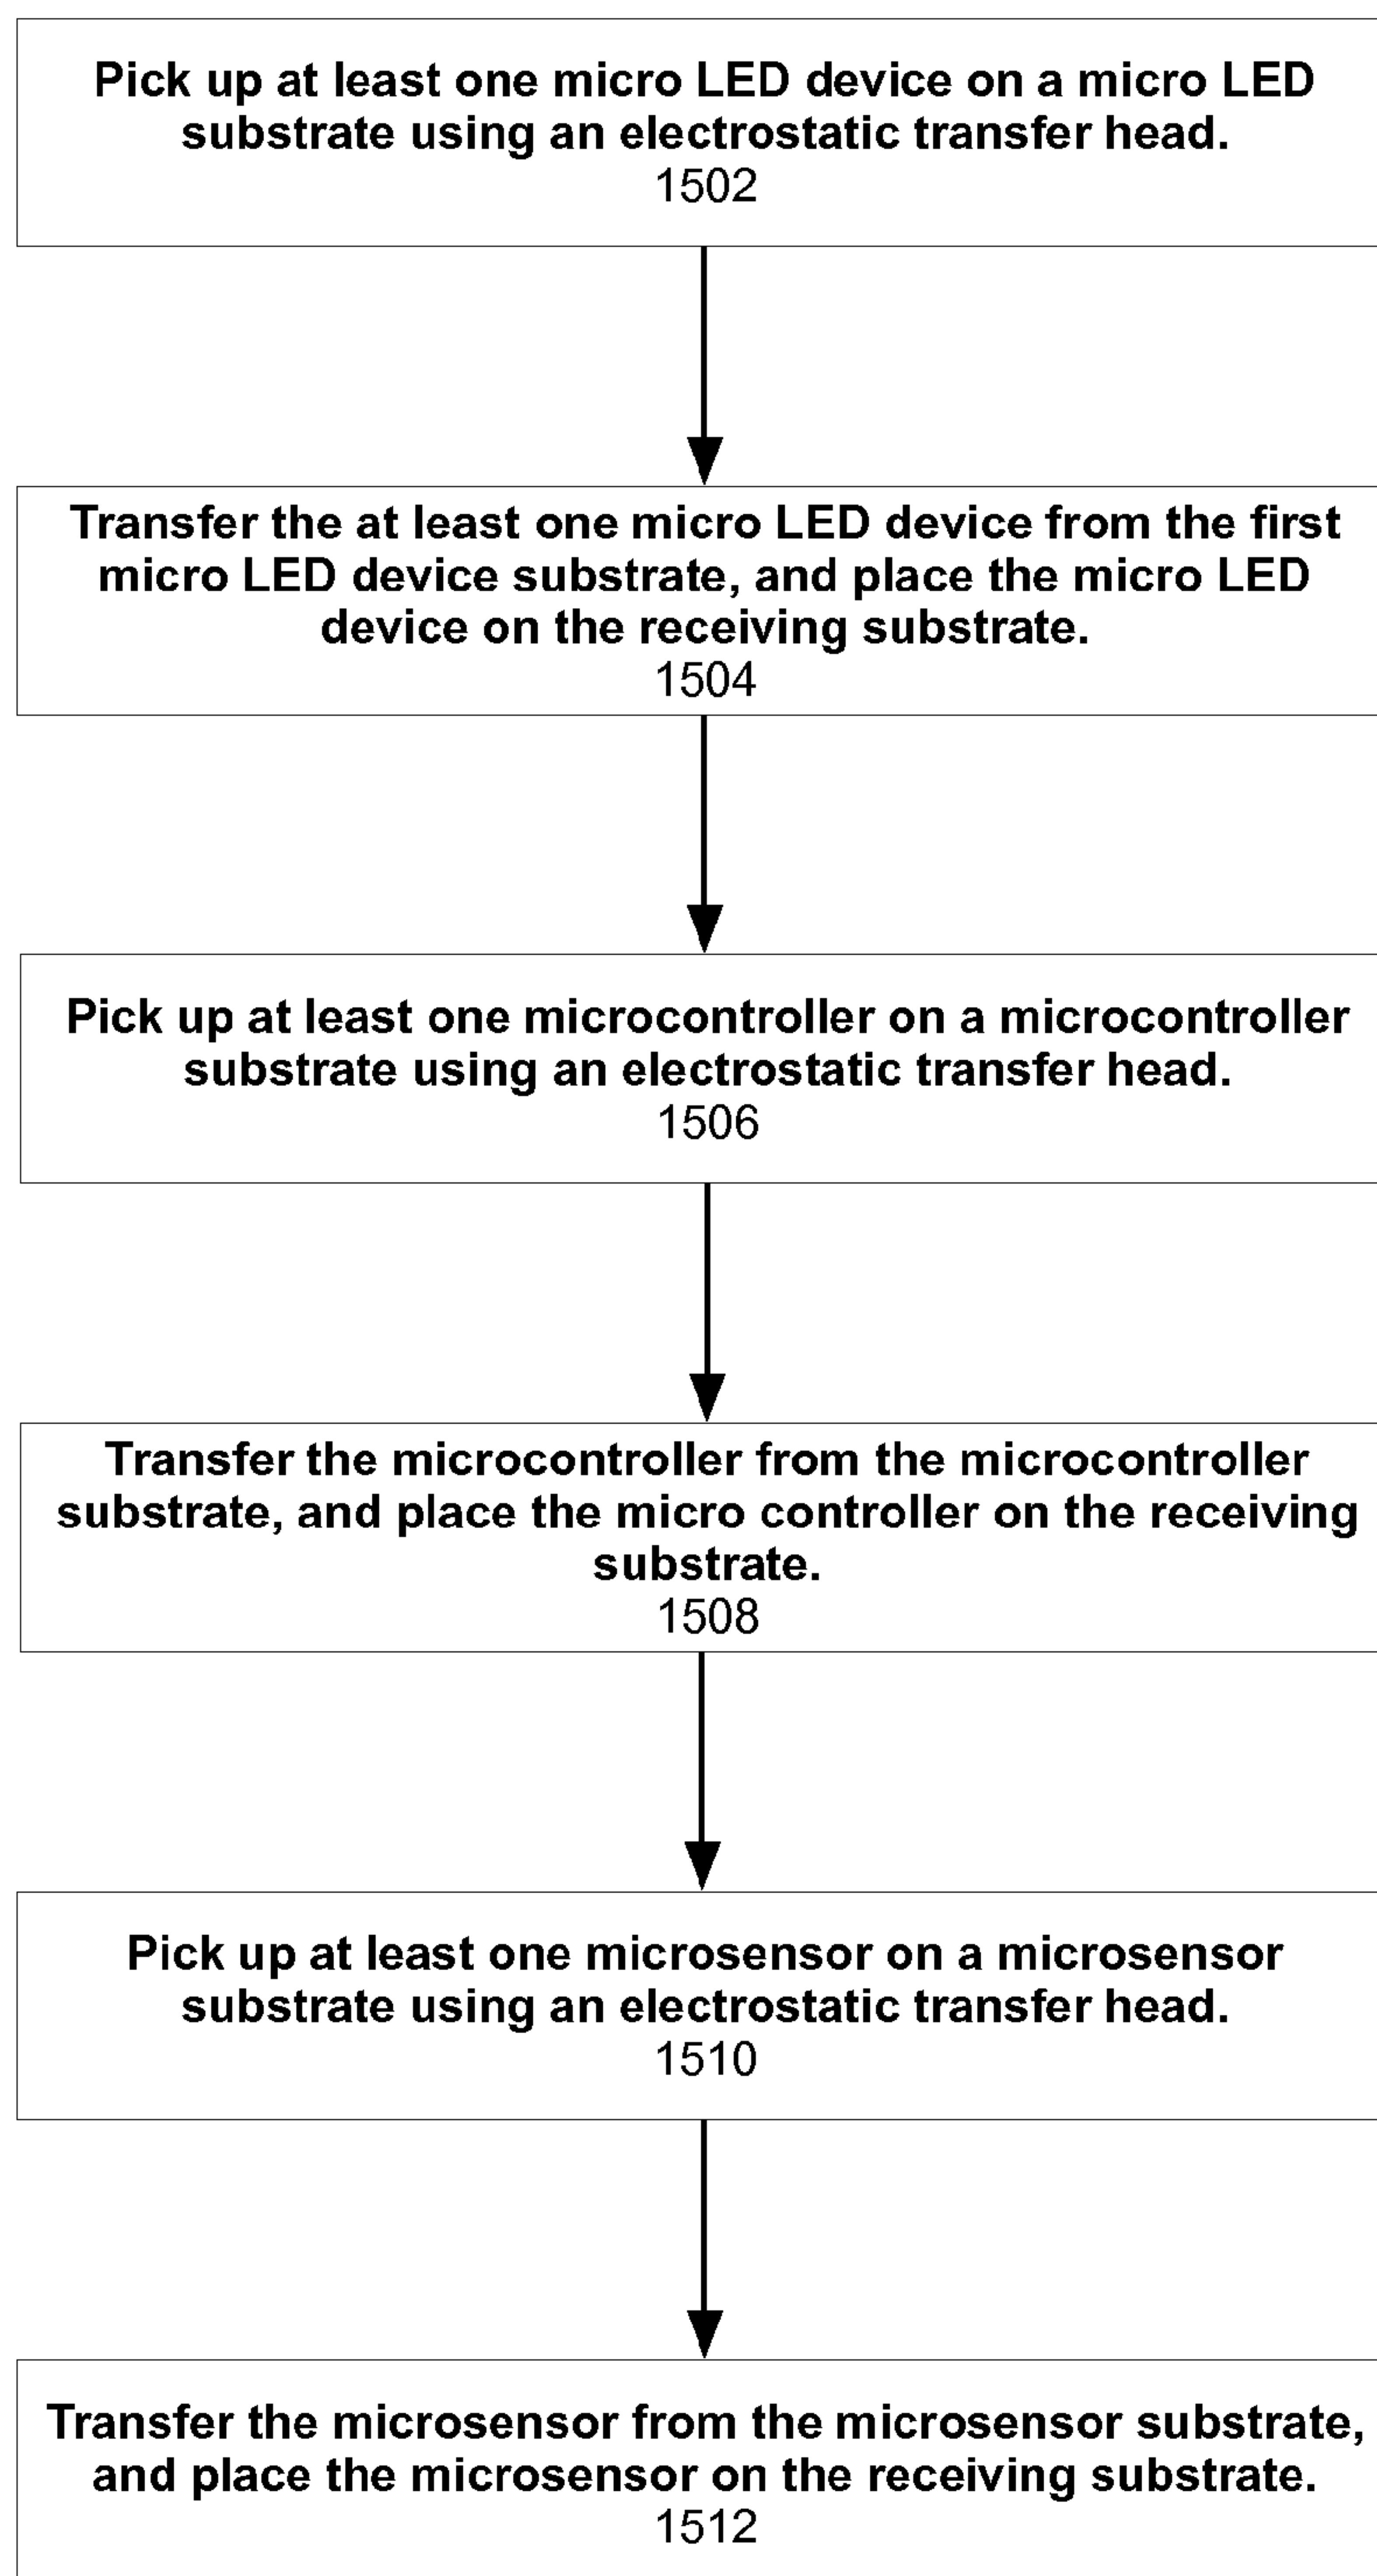 Pick up at least one micro LED device on a micro LED
substrate using an electrostatic transfer head.
1502
Transfer the at least one micro LED device from the first
micro LED device substrate, and place the micro LED
device on the receiving substrate.
1504
Pick up at least one microcontroller on a microcontroller
substrate using an electrostatic transfer head.
1506
Transfer the microcontroller from the microcontroller
substrate, and place the micro controller on the receiving
substrate.
1508
Pick up at least one microsensor on a microsensor
substrate using an electrostatic transfer head.
1510
Transfer the microsensor from the microsensor substrate,
and place the microsensor on the receiving substrate.
1512